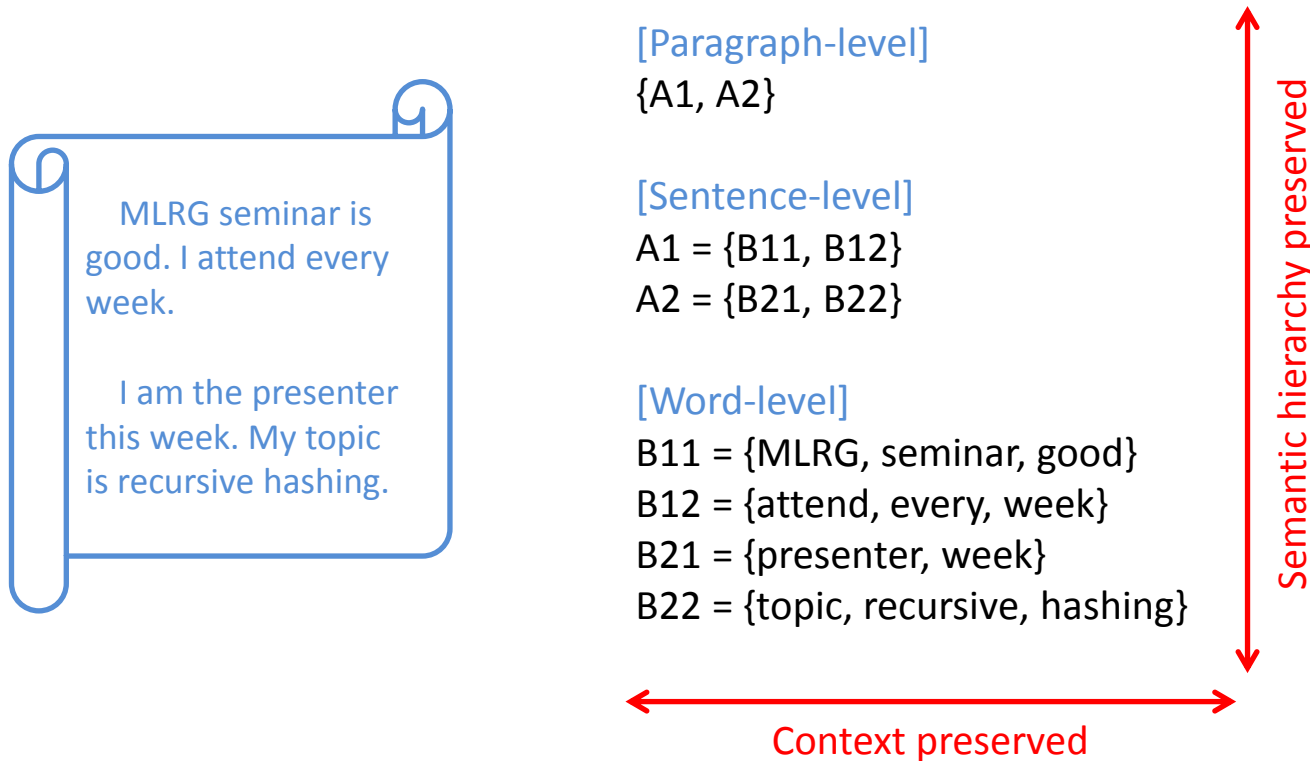 MLRG seminar is
good. I attend every
week.
I am the presenter
this week. My topic
is recursive hashing.
[Paragraph-level]
{A1, A2}
[Sentence-level]
A1 = {B11, B12}
A2 = {B21, B22}
[Word-level]
B11 = {MLRG, seminar, good}
B12 = {attend, every, week}
B21 = {presenter, week}
B22 = {topic, recursive, hashing}
Semantic hierarchy preserved
Context preserved